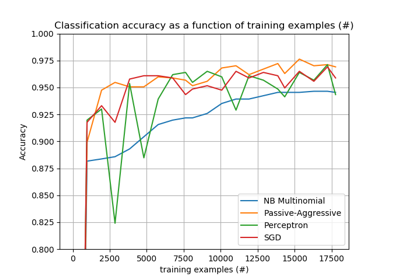 Classification accuracy as a function of training examples (#)
1.000
0.975
0.950
0.925
0.900
0.875
0.850
0.825
0.800
Accuracy
NB Multinomial
Passive-Aggressive
Perceptron
SGD
0 2500 5000 7500 10000 12500 15000 17500
training examples (#)